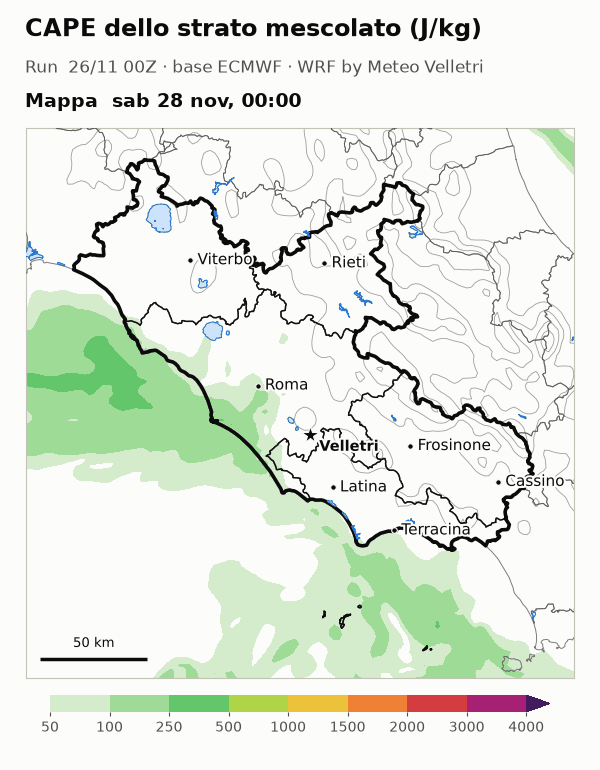 CAPE dello strato mescolato (J/kg)
Run  26/11 00Z · base ECMWF · WRF by Meteo Velletri
Mappa  sab 28 nov, 00:00
Viterbo
Rieti
Roma
Velletri
Frosinone
Latina
Cassino
Terracina
50 km
50 100 250 500 1000 1500 2000 3000 4000